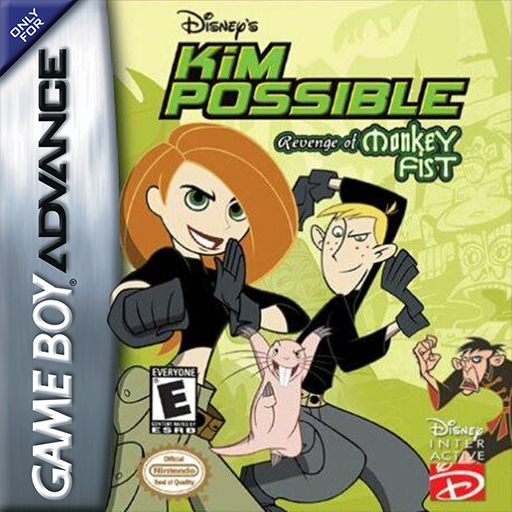 ONLY
FOR
GAME BOY ADVANCE
Disney's
KiM
POSSIBLE
Revenge of MonKEY
FiST
EVERYONE
E
CONTENT RATED BY
ESRB
Official
Nintendo
Seal of Quality
Disney
INTER
ACTIVE
D